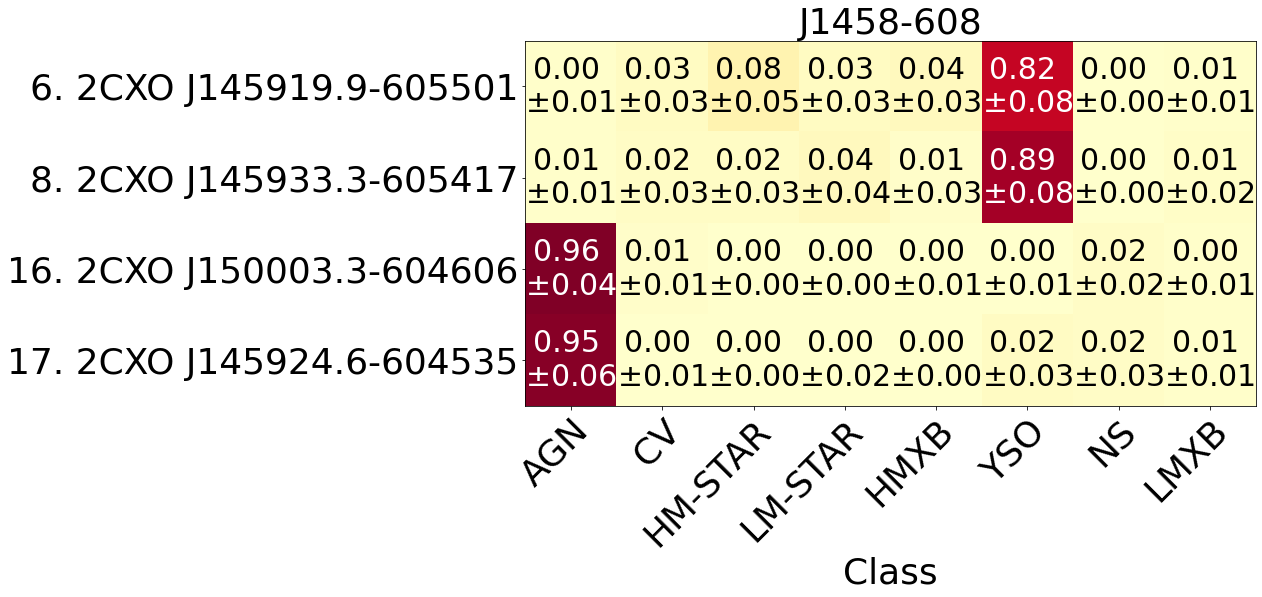 J1458-608
6. 2CXO J145919.9-605501
0.00 0.03 0.08 0.03 0.04 0.82 0.00 0.01
±0.01 ±0.03 ±0.05 ±0.03 ±0.03 ±0.08 ±0.00 ±0.01
8. 2CXO J145933.3-605417
0.01 0.02 0.02 0.04 0.01 0.89 0.00 0.01
±0.01 ±0.03 ±0.03 ±0.04 ±0.03 ±0.08 ±0.00 ±0.02
16. 2CXO J150003.3-604606
0.96 0.01 0.00 0.00 0.00 0.00 0.02 0.00
±0.04 ±0.01 ±0.00 ±0.00 ±0.01 ±0.01 ±0.02 ±0.01
17. 2CXO J145924.6-604535
0.95 0.00 0.00 0.00 0.00 0.02 0.02 0.01
±0.06 ±0.01 ±0.00 ±0.02 ±0.00 ±0.03 ±0.03 ±0.01
AGN CV HM-STAR LM-STAR HMXB YSO NS LMXB
Class